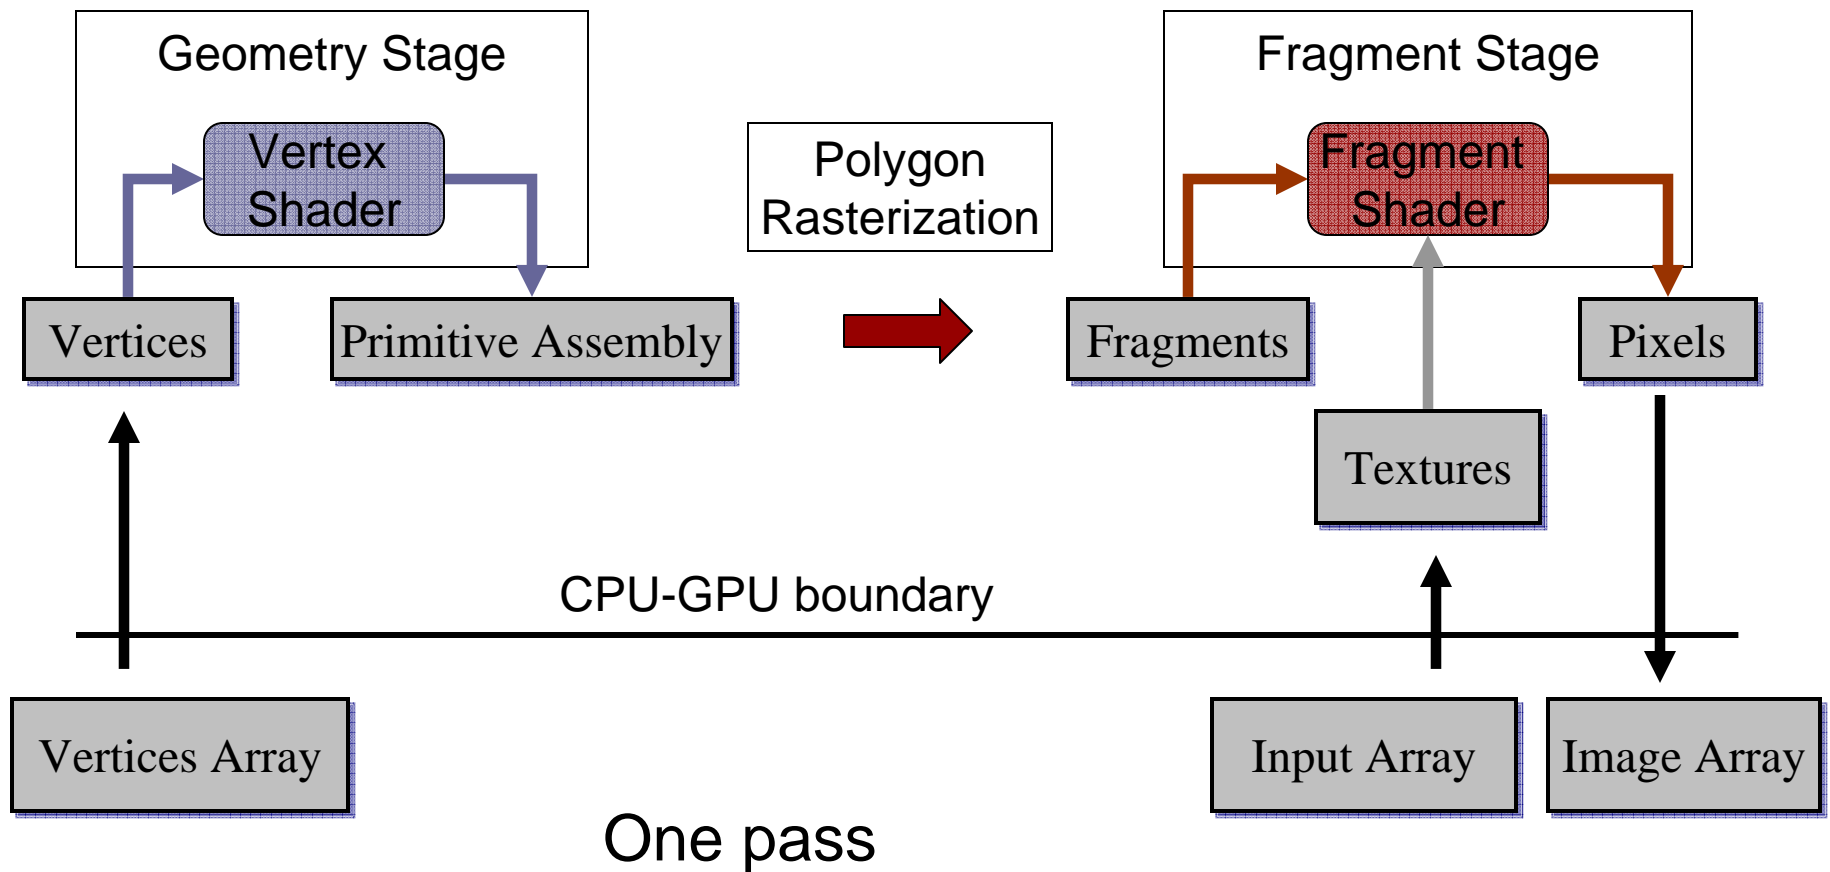 Geometry Stage
Fragment Stage
Vertex
Shader
Polygon
Rasterization
Fragment
Shader
Vertices
Primitive Assembly
Fragments
Pixels
Textures
CPU-GPU boundary
Vertices Array
Input Array
Image Array
One pass